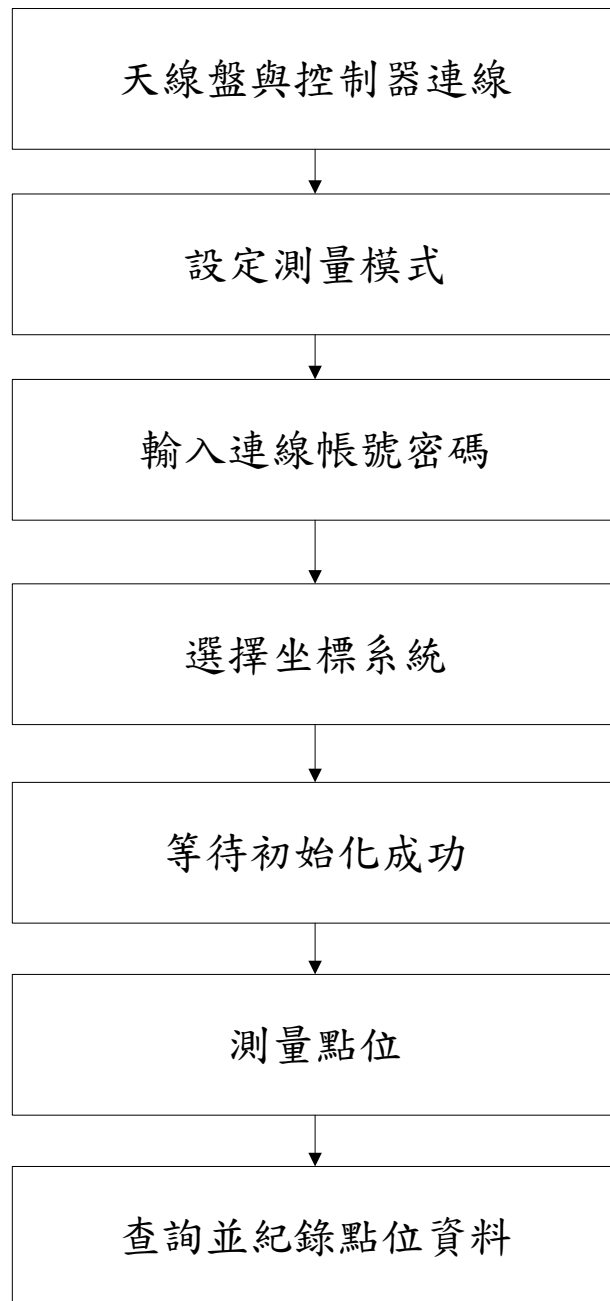 天線盤與控制器連線
設定測量模式
輸入連線帳號密碼
選擇坐標系統
等待初始化成功
測量點位
查詢並紀錄點位資料